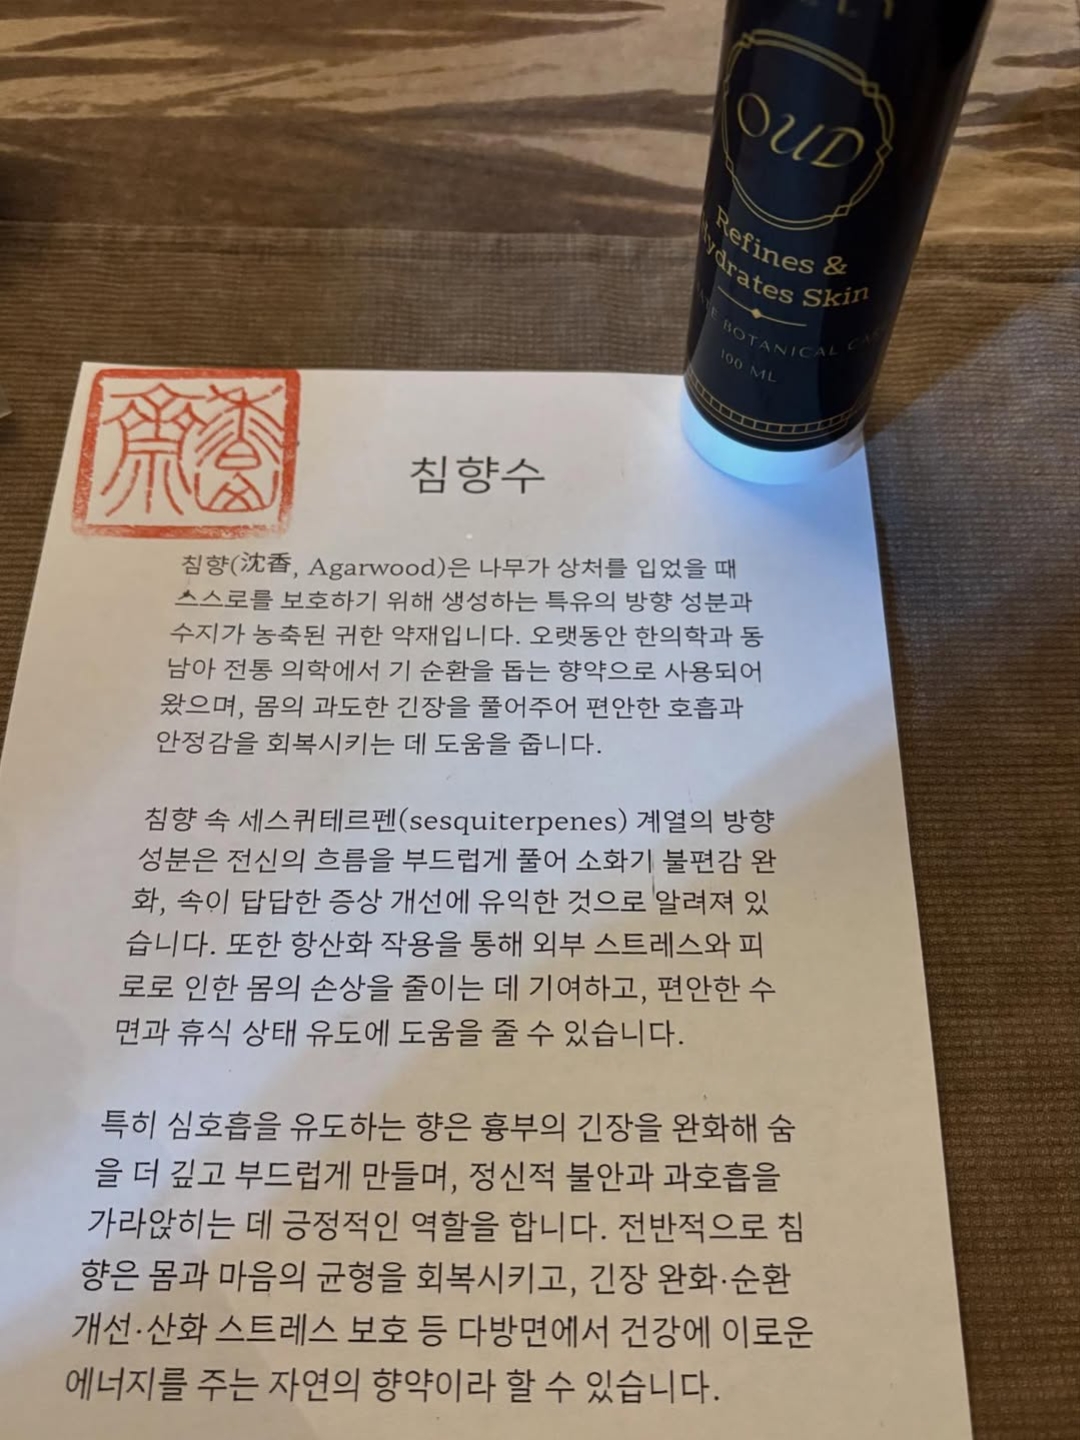 OUD
Refines &
Hydrates Skin
BOTANICAL
100 ML
침향수
침향(沈香, Agarwood)은 나무가 상처를 입었을 때
스스로를 보호하기 위해 생성하는 특유의 방향 성분과
수지가 농축된 귀한 약재입니다. 오랫동안 한의학과 동
남아 전통 의학에서 기 순환을 돕는 향약으로 사용되어
왔으며, 몸의 과도한 긴장을 풀어주어 편안한 호흡과
안정감을 회복시키는 데 도움을 줍니다.
침향 속 세스퀴테르펜(sesquiterpenes) 계열의 방향
성분은 전신의 흐름을 부드럽게 풀어 소화기 불편감 완
화, 속이 답답한 증상 개선에 유익한 것으로 알려져 있
습니다. 또한 항산화 작용을 통해 외부 스트레스와 피
로로 인한 몸의 손상을 줄이는 데 기여하고, 편안한 수
면과 휴식 상태 유도에 도움을 줄 수 있습니다.
특히 심호흡을 유도하는 향은 흉부의 긴장을 완화해 숨
을 더 깊고 부드럽게 만들며, 정신적 불안과 과호흡을
가라앉히는 데 긍정적인 역할을 합니다. 전반적으로 침
향은 몸과 마음의 균형을 회복시키고, 긴장 완화·순환
개선·산화 스트레스 보호 등 다방면에서 건강에 이로운
에너지를 주는 자연의 향약이라 할 수 있습니다.